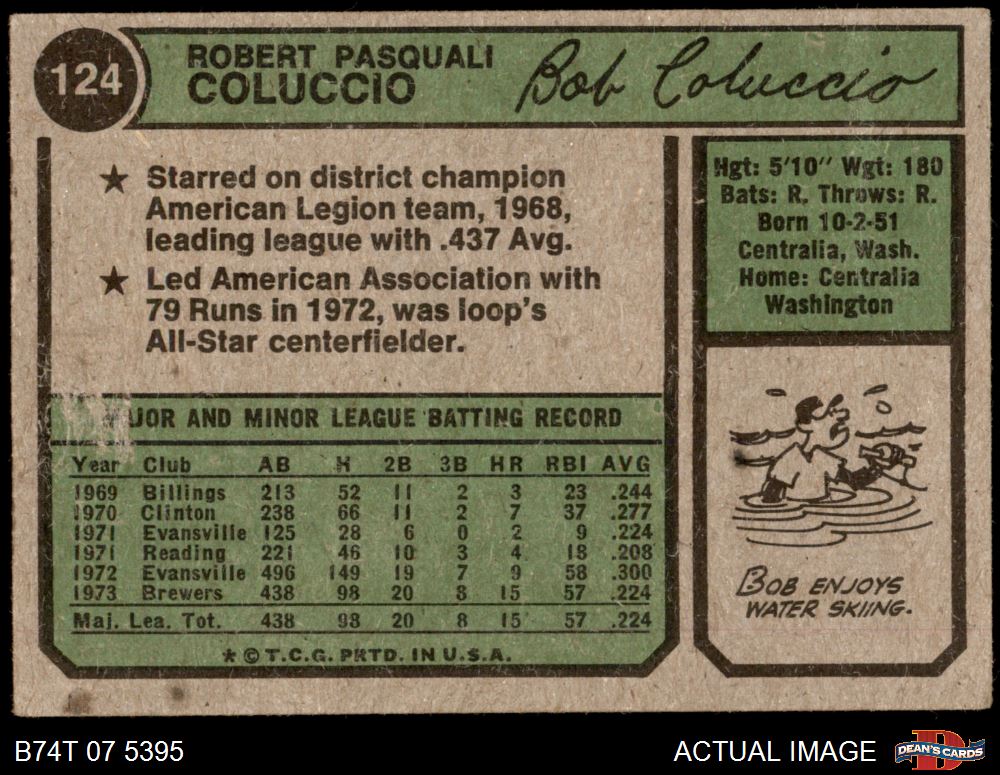 124
ROBERT PASQUALI
COLUCCIO
Bob Coluccio
★ Starred on district champion
American Legion team, 1968,
leading league with .437 Avg.
★ Led American Association with
79 Runs in 1972, was loop's
All-Star centerfielder.
Hgt: 5'10" Wgt: 180
Bats: R. Throws: R.
Born 10-2-51
Centralia, Wash.
Home: Centralia
Washington
BOB ENJOYS
WATER SKIING.
JOR AND MINOR LEAGUE BATTING RECORD
Year Club AB H 2B 3B HR RBI AVG
1969 Billings 213 52 11 2 3 23 .244
1970 Clinton 238 66 11 2 7 37 .277
1971 Evansville 125 28 6 0 2 9 .224
1971 Reading 221 46 10 3 4 18 .208
1972 Evansville 496 149 19 7 9 58 .300
1973 Brewers 438 98 20 8 15 57 .224
Maj. Lea. Tot. 438 98 20 8 15 57 .224
★ © T.C.G. PRTD. IN U.S.A.
B74T 07 5395
ACTUAL IMAGE
DEAN'S CARDS